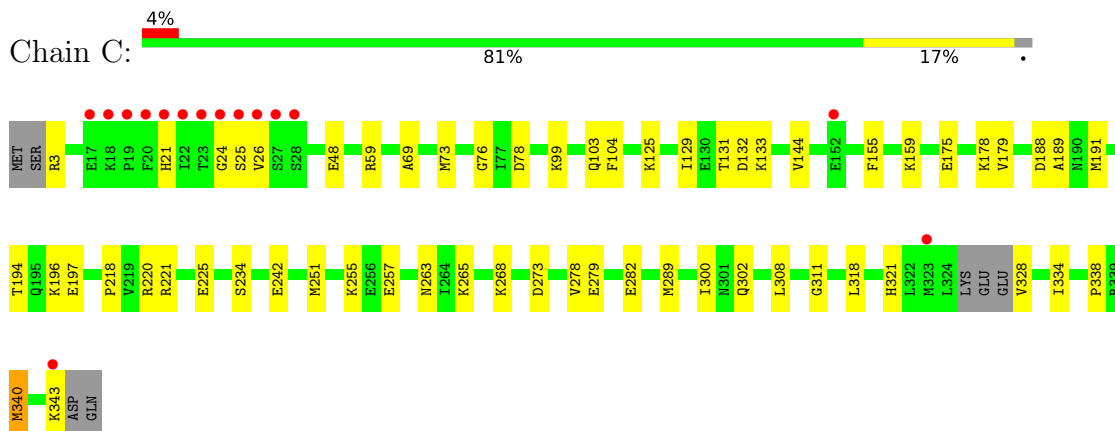 4%
Chain C:
81% 17% •
MET SER R3 E17 K18 P19 F20 H21 I22 T23 G24 S25 V26 S27 S28 E48 R59 A69 M73 G76 I77 D78 K99 Q103 F104 K125 I129 E130 T131 D132 K133 V144 E152 F155 K159 E175 K178 V179 D188 A189 N190 M191
T194 Q195 K196 E197 P218 V219 R220 R221 E225 S234 E242 M251 K255 E256 E257 N263 I264 K265 K268 D273 V278 E279 E282 M289 I300 N301 Q302 L308 G311 L318 H321 L322 M323 L324 LYS GLU GLU V328 I334 P338
M340 K343 ASP GLN